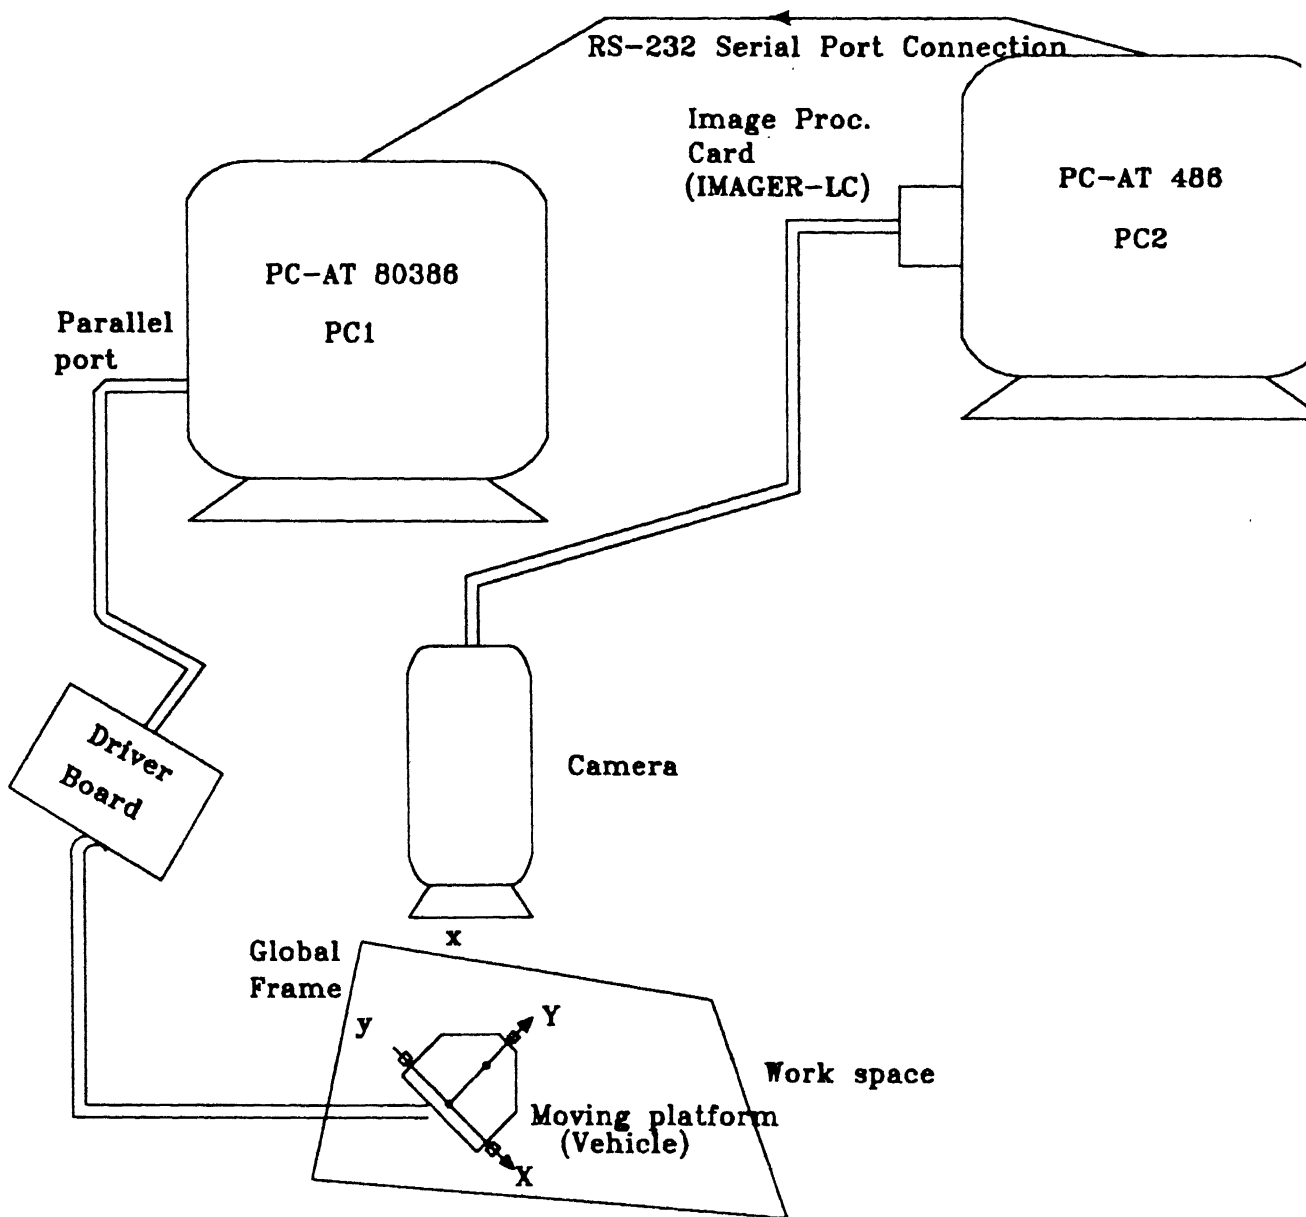 RS-232 Serial Port Connection
Image Proc.
Card
(IMAGER-LC)
PC-AT 486
PC2
PC-AT 80386
PC1
Parallel
port
Driver
Board
Camera
x
Global
Frame
y
Y
Work space
Moving platform
(Vehicle)
X